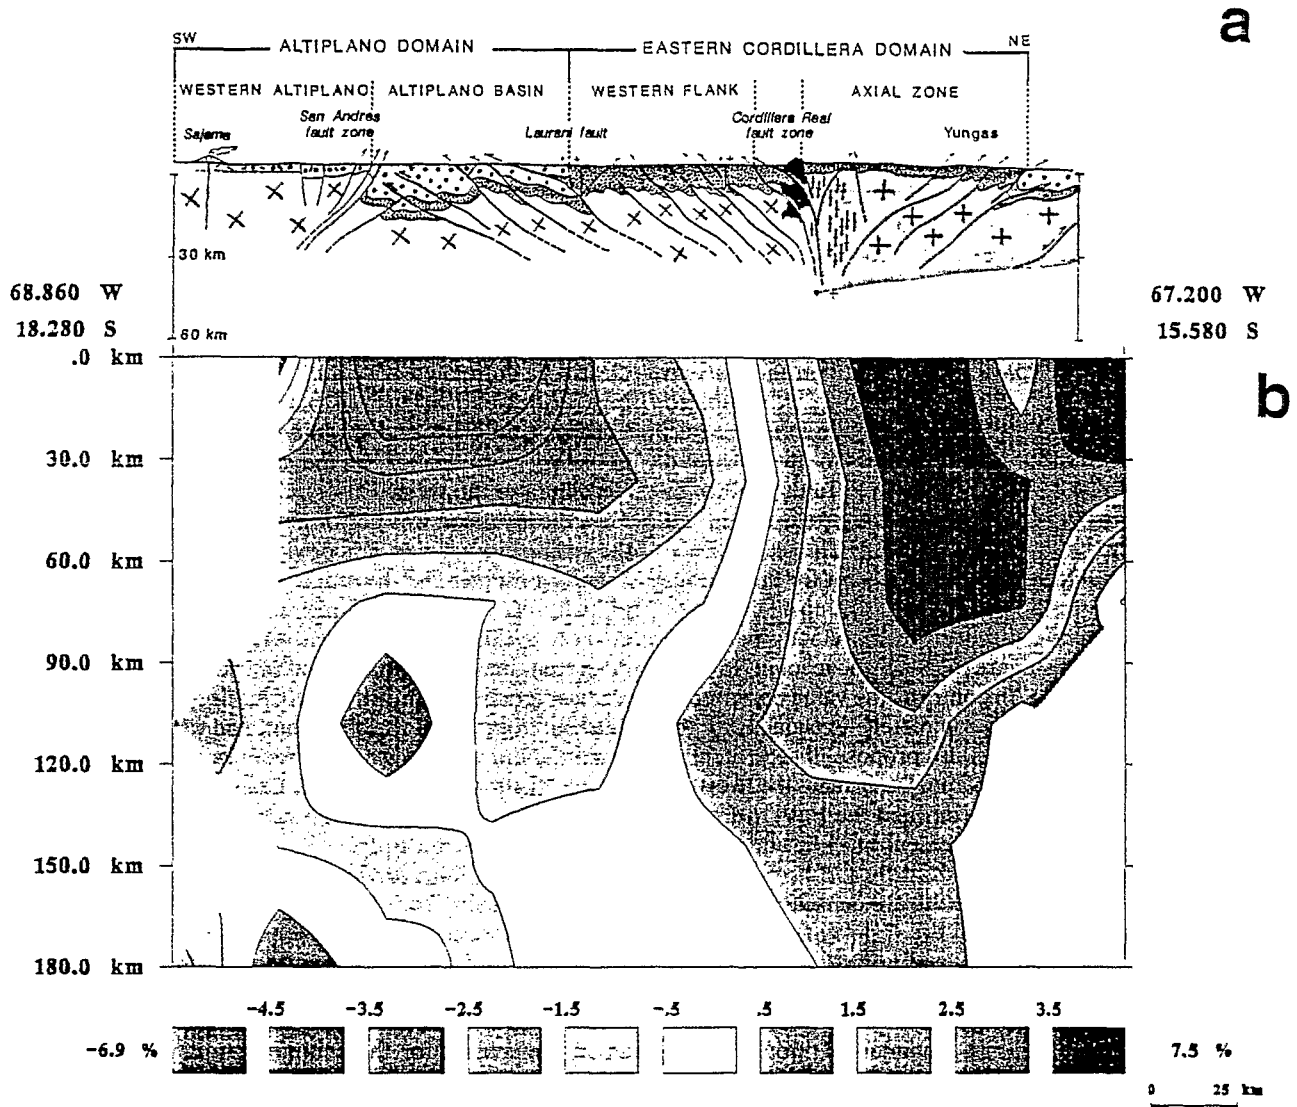 a
SW
ALTIPLANO DOMAIN
EASTERN CORDILLERA DOMAIN
NE
WESTERN ALTIPLANO
ALTIPLANO BASIN
WESTERN FLANK
AXIAL ZONE
San Andrés
fault zone
Cordillera Real
fault zone
Sajama
Laurani fault
Yungas
30 km
68.860 W
18.280 S
67.200 W
15.580 S
60 km
b
.0 km
30.0 km
60.0 km
90.0 km
120.0 km
150.0 km
180.0 km
-4.5 -3.5 -2.5 -1.5 -.5 .5 1.5 2.5 3.5
-6.9 %
7.5 %
0 25 km